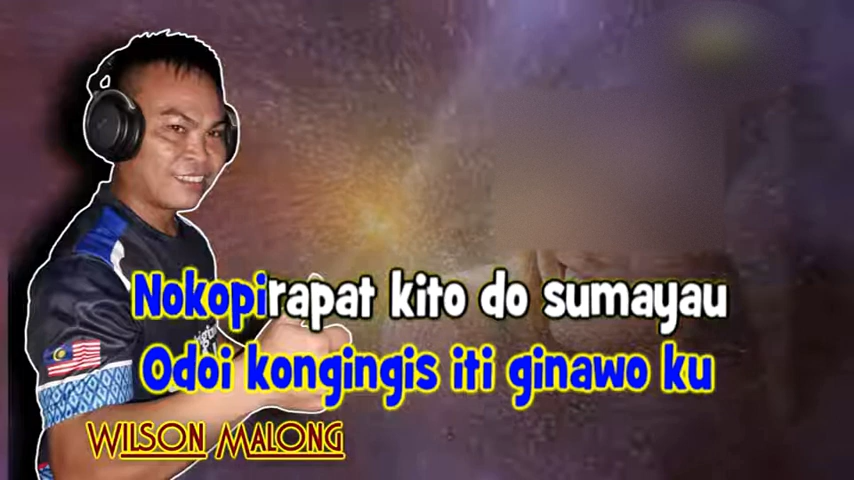 Nokopirapat kito do sumayau
Odoi kongingis iti ginawo ku
WILSON MALONG